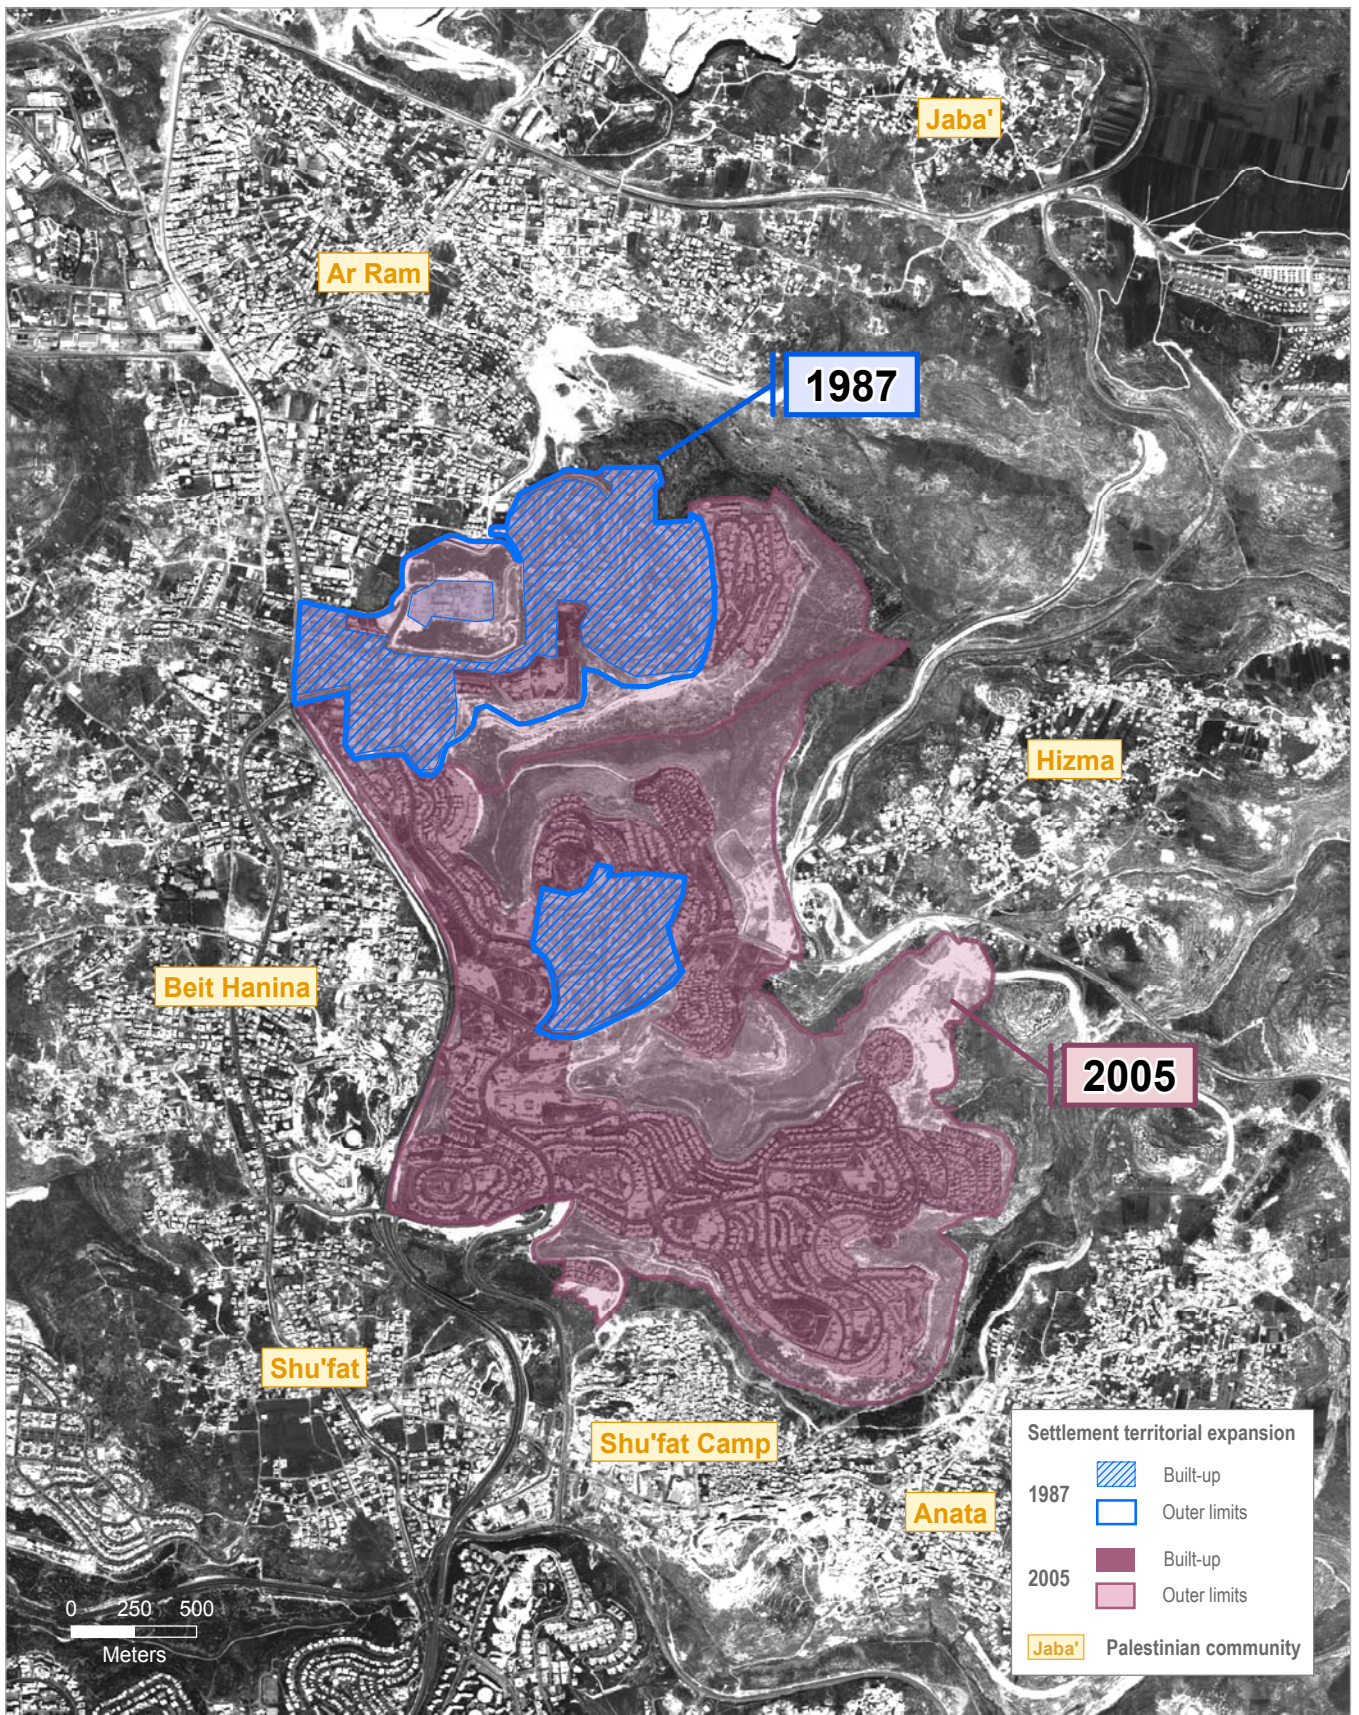 Jaba'
Ar Ram
1987
Hizma
Beit Hanina
2005
Shu'fat
Shu'fat Camp
Anata
Settlement territorial expansion
1987
Built-up
Outer limits
2005
Built-up
Outer limits
Jaba' Palestinian community
0 250 500
Meters